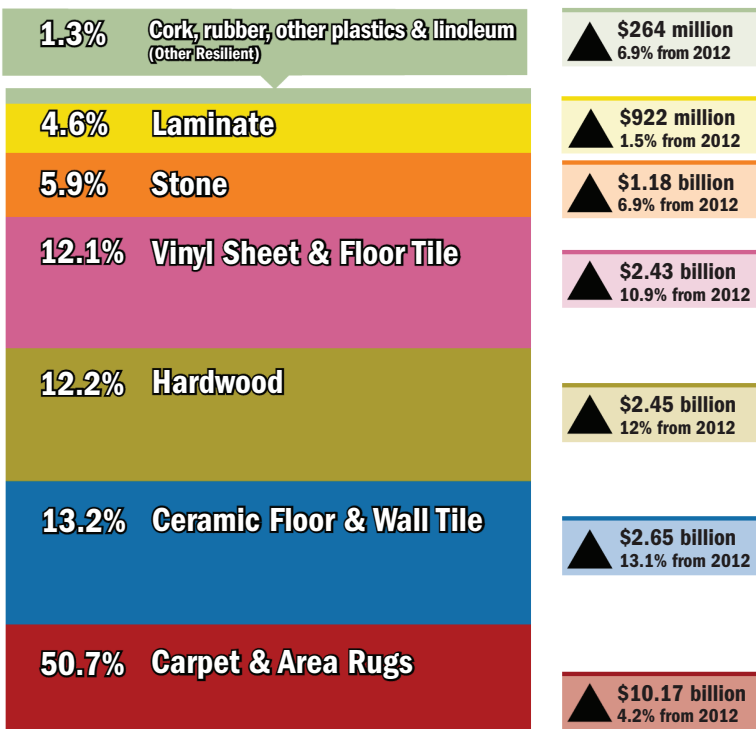 1.3% Cork, rubber, other plastics & linoleum
(Other Resilient)
$264 million
6.9% from 2012
4.6% Laminate
$922 million
1.5% from 2012
5.9% Stone
$1.18 billion
6.9% from 2012
12.1% Vinyl Sheet & Floor Tile
$2.43 billion
10.9% from 2012
12.2% Hardwood
$2.45 billion
12% from 2012
13.2% Ceramic Floor & Wall Tile
$2.65 billion
13.1% from 2012
50.7% Carpet & Area Rugs
$10.17 billion
4.2% from 2012